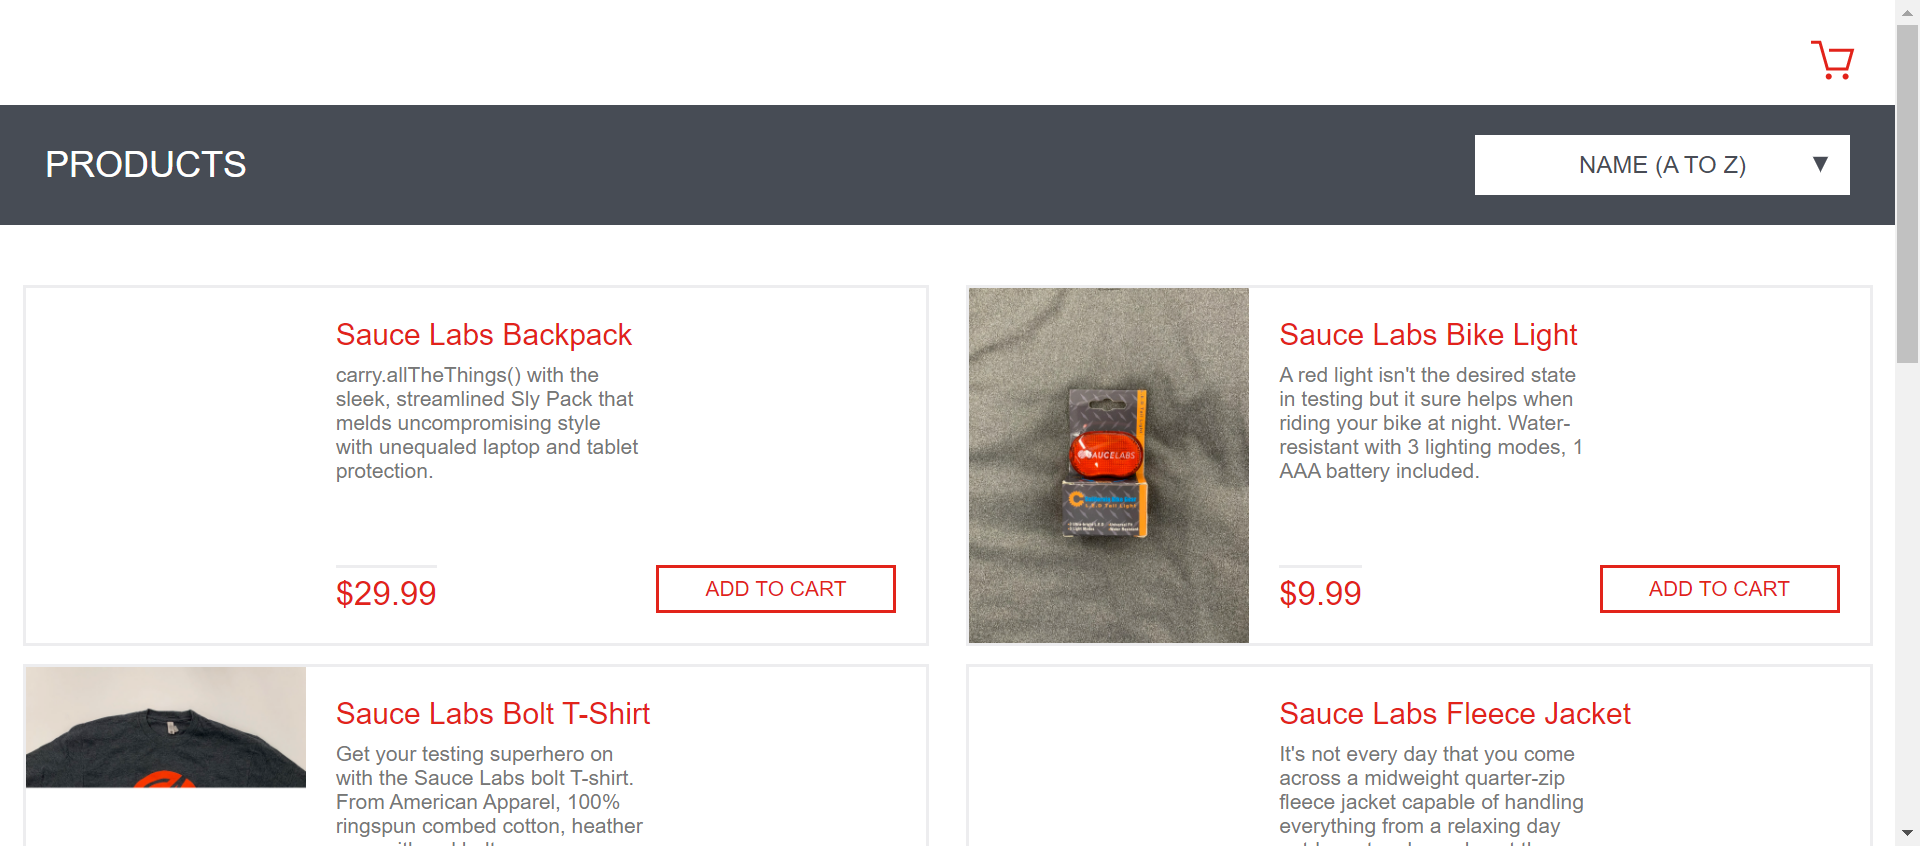 PRODUCTS
NAME (A TO Z)
Sauce Labs Backpack
carry.allTheThings() with the
sleek, streamlined Sly Pack that
melds uncompromising style
with unequaled laptop and tablet
protection.
$29.99
ADD TO CART
SAUCELABS
Sauce Labs Bike Light
A red light isn't the desired state
in testing but it sure helps when
riding your bike at night. Water-
resistant with 3 lighting modes, 1
AAA battery included.
$9.99
ADD TO CART
Sauce Labs Bolt T-Shirt
Get your testing superhero on
with the Sauce Labs bolt T-shirt.
From American Apparel, 100%
ringspun combed cotton, heather
Sauce Labs Fleece Jacket
It's not every day that you come
across a midweight quarter-zip
fleece jacket capable of handling
everything from a relaxing day